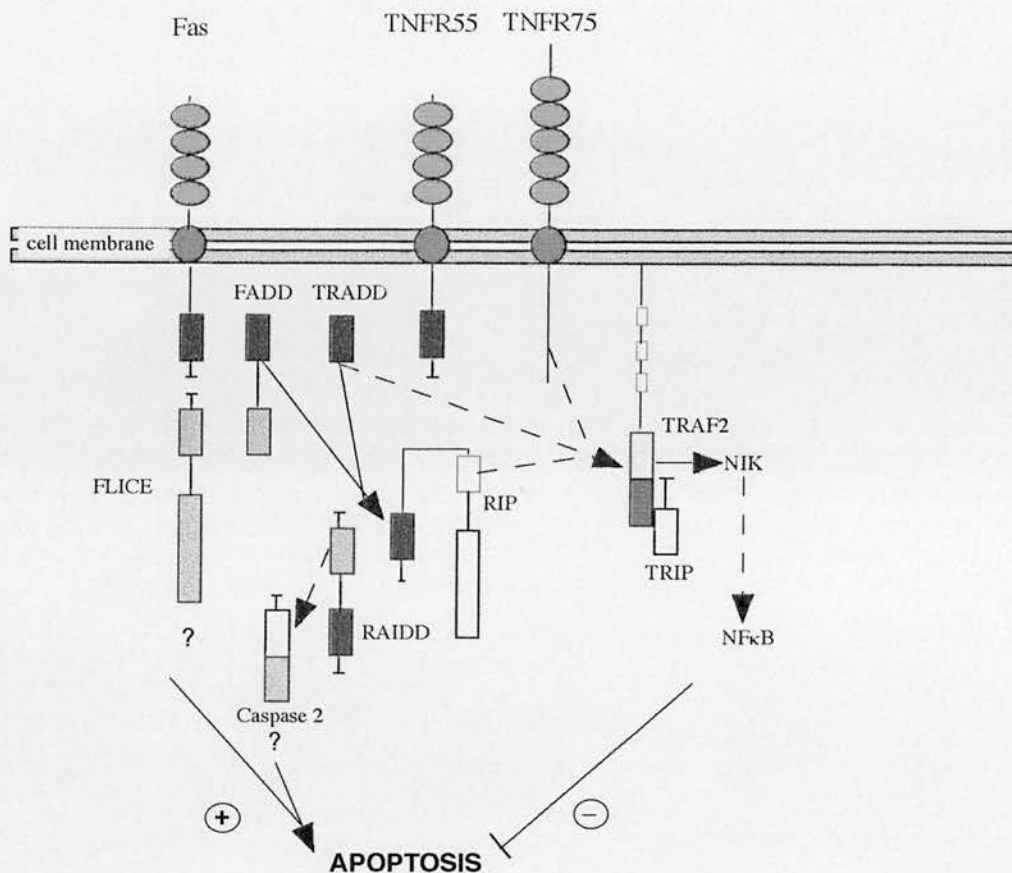 Fas
TNFR55
TNFR75
cell membrane
FADD
TRADD
TRAF2
FLICE
RIP
NIK
TRIP
RAIDD
NFκB
?
Caspase 2
?
+
−
APOPTOSIS